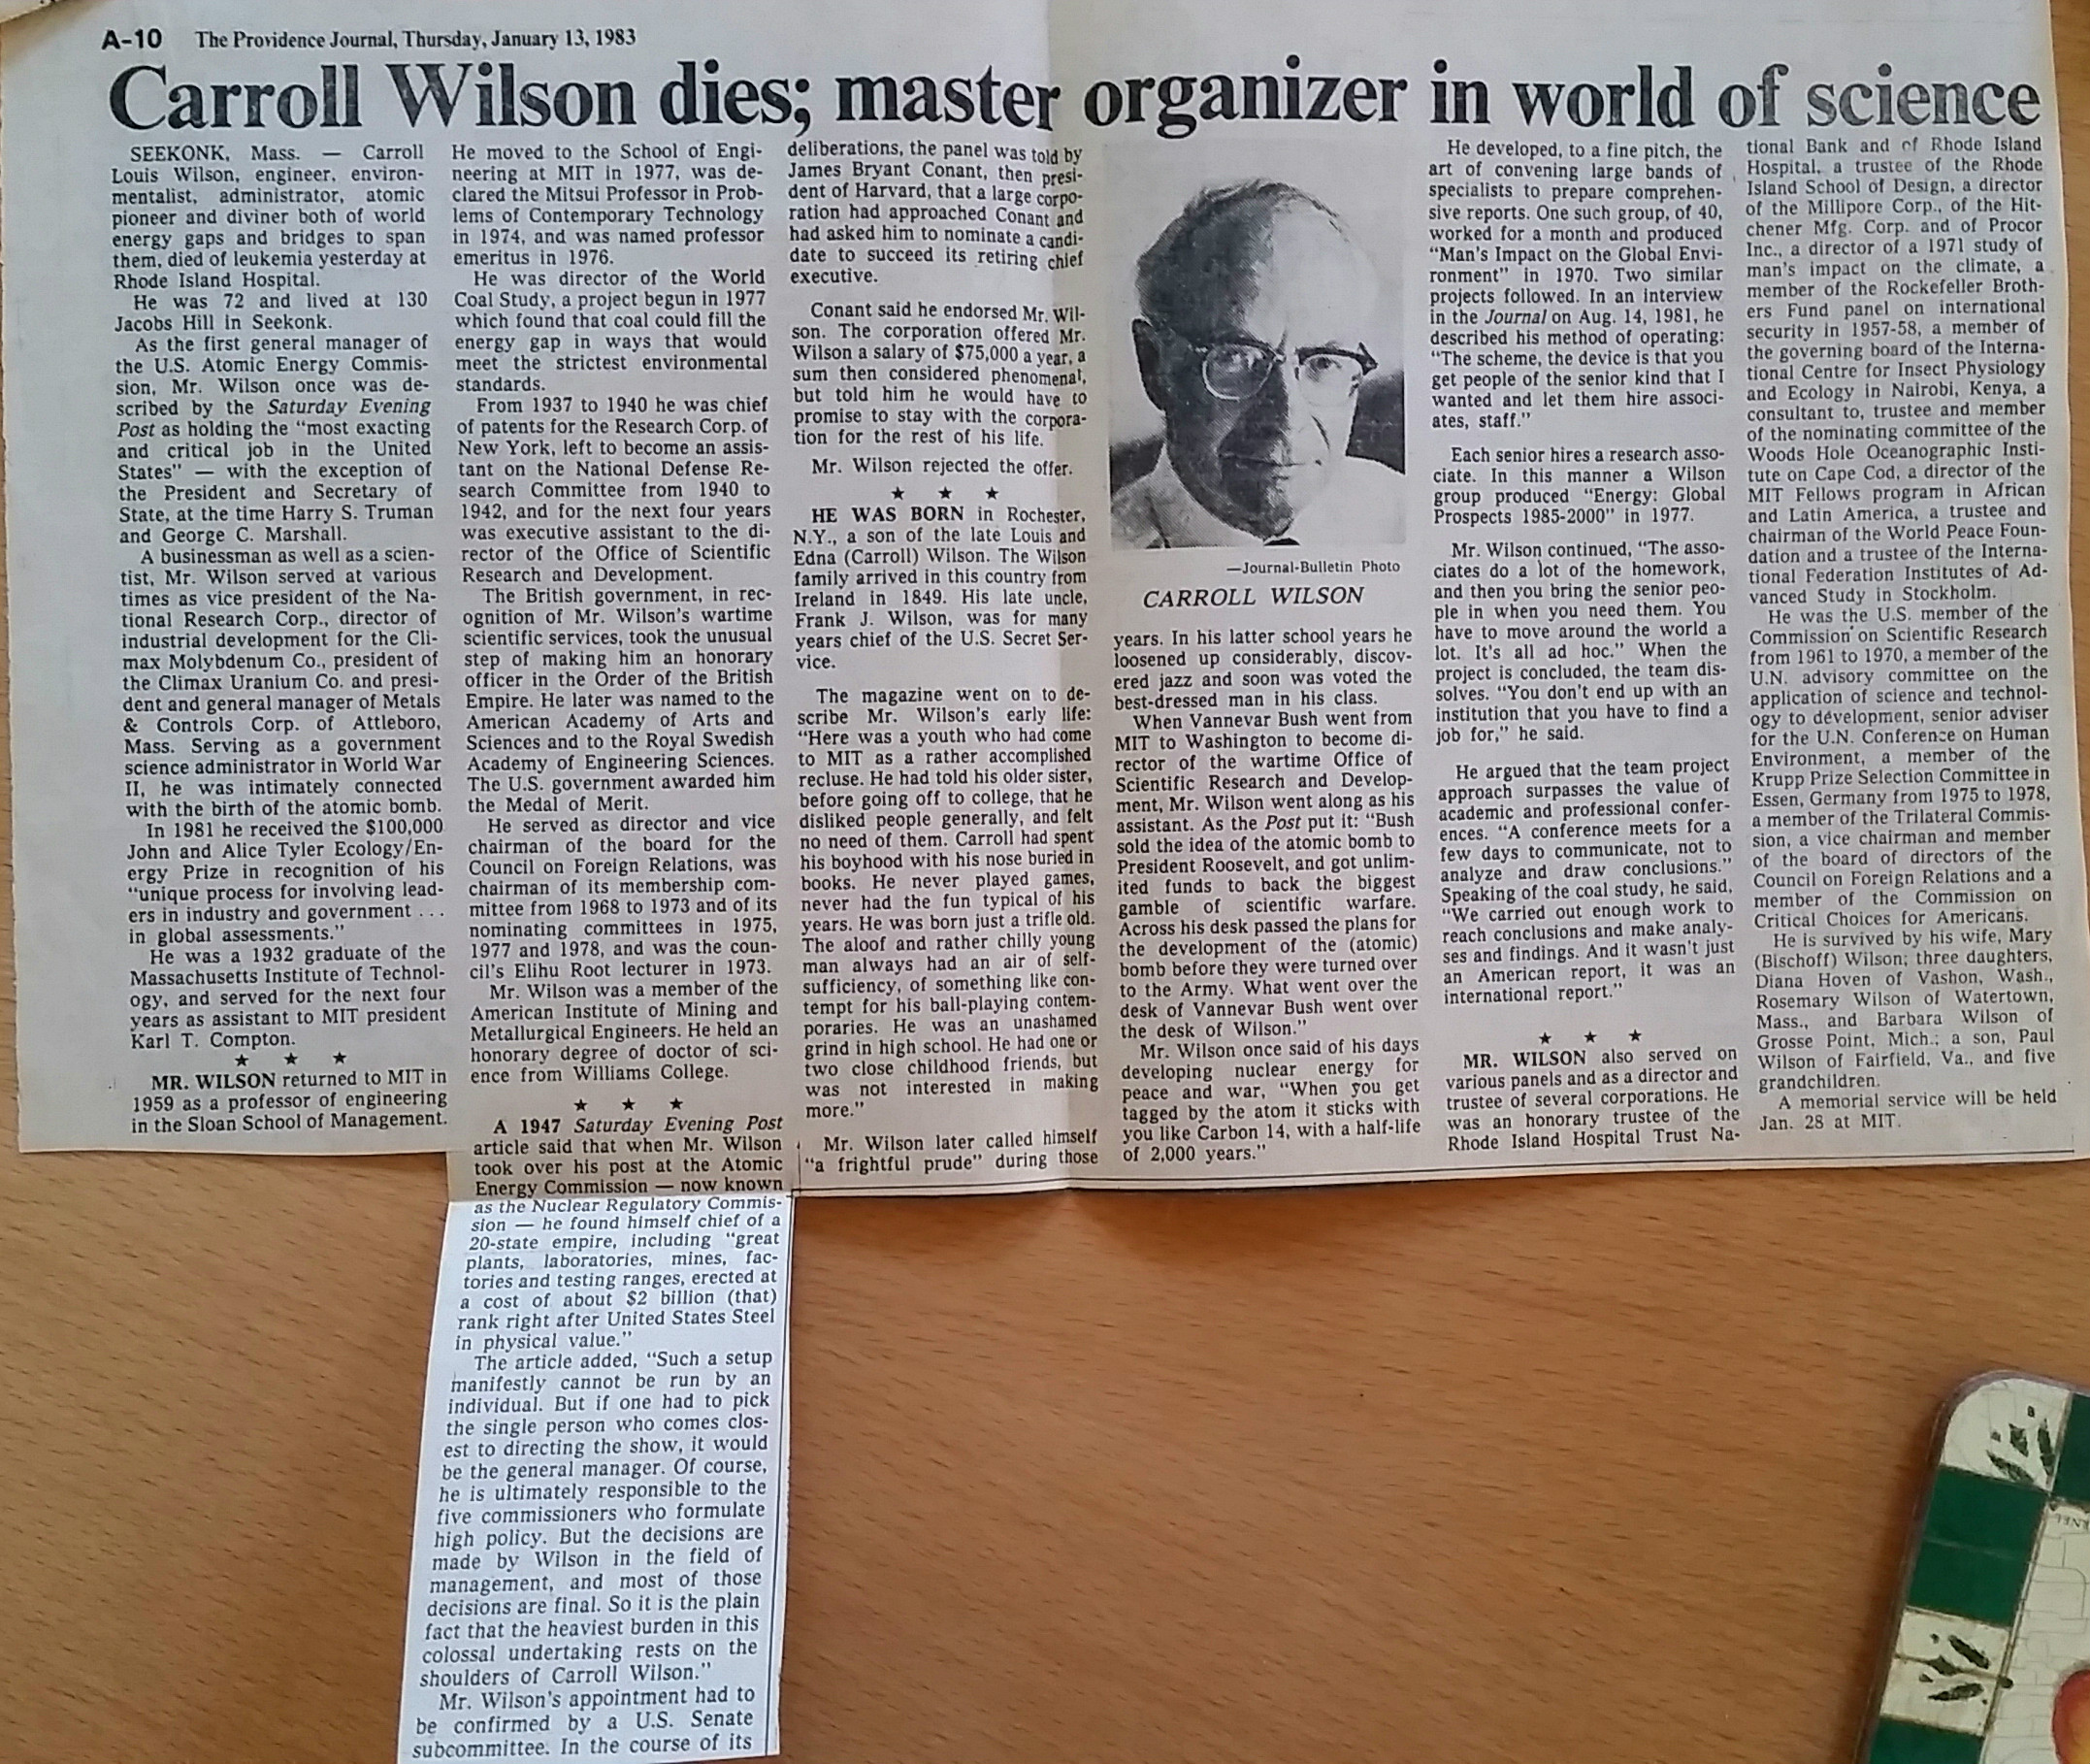 A-10 The Providence Journal, Thursday, January 13, 1983
Carroll Wilson dies; master organizer in world of science
SEEKONK, Mass. — Carroll
Louis Wilson, engineer, environ-
mentalist, administrator, atomic
pioneer and diviner both of world
energy gaps and bridges to span
them, died of leukemia yesterday at
Rhode Island Hospital.
He was 72 and lived at 130
Jacobs Hill in Seekonk.
As the first general manager of
the U.S. Atomic Energy Commis-
sion, Mr. Wilson once was de-
scribed by the Saturday Evening
Post as holding the “most exacting
and critical job in the United
States” — with the exception of
the President and Secretary of
State, at the time Harry S. Truman
and George C. Marshall.
A businessman as well as a scien-
tist, Mr. Wilson served at various
times as vice president of the Na-
tional Research Corp., director of
industrial development for the Cli-
max Molybdenum Co., president of
the Climax Uranium Co. and presi-
dent and general manager of Metals
& Controls Corp. of Attleboro,
Mass. Serving as a government
science administrator in World War
II, he was intimately connected
with the birth of the atomic bomb.
In 1981 he received the $100,000
John and Alice Tyler Ecology/En-
ergy Prize in recognition of his
“unique process for involving lead-
ers in industry and government . . .
in global assessments.”
He was a 1932 graduate of the
Massachusetts Institute of Technol-
ogy, and served for the next four
years as assistant to MIT president
Karl T. Compton.
★ ★ ★
MR. WILSON returned to MIT in
1959 as a professor of engineering
in the Sloan School of Management.
He moved to the School of Engi-
neering at MIT in 1977, was de-
clared the Mitsui Professor in Prob-
lems of Contemporary Technology
in 1974, and was named professor
emeritus in 1976.
He was director of the World
Coal Study, a project begun in 1977
which found that coal could fill the
energy gap in ways that would
meet the strictest environmental
standards.
From 1937 to 1940 he was chief
of patents for the Research Corp. of
New York, left to become an assis-
tant on the National Defense Re-
search Committee from 1940 to
1942, and for the next four years
was executive assistant to the di-
rector of the Office of Scientific
Research and Development.
The British government, in rec-
ognition of Mr. Wilson's wartime
scientific services, took the unusual
step of making him an honorary
officer in the Order of the British
Empire. He later was named to the
American Academy of Arts and
Sciences and to the Royal Swedish
Academy of Engineering Sciences.
The U.S. government awarded him
the Medal of Merit.
He served as director and vice
chairman of the board for the
Council on Foreign Relations, was
chairman of its membership com-
mittee from 1968 to 1973 and of its
nominating committees in 1975,
1977 and 1978, and was the coun-
cil's Elihu Root lecturer in 1973.
Mr. Wilson was a member of the
American Institute of Mining and
Metallurgical Engineers. He held an
honorary degree of doctor of sci-
ence from Williams College.
★ ★ ★
A 1947 Saturday Evening Post
article said that when Mr. Wilson
took over his post at the Atomic
Energy Commission — now known
as the Nuclear Regulatory Commis-
sion — he found himself chief of a
20-state empire, including “great
plants, laboratories, mines, fac-
tories and testing ranges, erected at
a cost of about $2 billion (that)
rank right after United States Steel
in physical value.”
The article added, “Such a setup
manifestly cannot be run by an
individual. But if one had to pick
the single person who comes clos-
est to directing the show, it would
be the general manager. Of course,
he is ultimately responsible to the
five commissioners who formulate
high policy. But the decisions are
made by Wilson in the field of
management, and most of those
decisions are final. So it is the plain
fact that the heaviest burden in this
colossal undertaking rests on the
shoulders of Carroll Wilson.”
Mr. Wilson's appointment had to
be confirmed by a U.S. Senate
subcommittee. In the course of its
deliberations, the panel was told by
James Bryant Conant, then presi-
dent of Harvard, that a large corpo-
ration had approached Conant and
had asked him to nominate a candi-
date to succeed its retiring chief
executive.
Conant said he endorsed Mr. Wil-
son. The corporation offered Mr.
Wilson a salary of $75,000 a year, a
sum then considered phenomenal,
but told him he would have to
promise to stay with the corpora-
tion for the rest of his life.
Mr. Wilson rejected the offer.
★ ★ ★
HE WAS BORN in Rochester,
N.Y., a son of the late Louis and
Edna (Carroll) Wilson. The Wilson
family arrived in this country from
Ireland in 1849. His late uncle,
Frank J. Wilson, was for many
years chief of the U.S. Secret Ser-
vice.
The magazine went on to de-
scribe Mr. Wilson's early life:
“Here was a youth who had come
to MIT as a rather accomplished
recluse. He had told his older sister,
before going off to college, that he
disliked people generally, and felt
no need of them. Carroll had spent
his boyhood with his nose buried in
books. He never played games,
never had the fun typical of his
years. He was born just a trifle old.
The aloof and rather chilly young
man always had an air of self-
sufficiency, of something like con-
tempt for his ball-playing contem-
poraries. He was an unashamed
grind in high school. He had one or
two close childhood friends, but
was not interested in making
more.”
Mr. Wilson later called himself
“a frightful prude” during those
—Journal-Bulletin Photo
CARROLL WILSON
years. In his latter school years he
loosened up considerably, discov-
ered jazz and soon was voted the
best-dressed man in his class.
When Vannevar Bush went from
MIT to Washington to become di-
rector of the wartime Office of
Scientific Research and Develop-
ment, Mr. Wilson went along as his
assistant. As the Post put it: “Bush
sold the idea of the atomic bomb to
President Roosevelt, and got unlim-
ited funds to back the biggest
gamble of scientific warfare.
Across his desk passed the plans for
the development of the (atomic)
bomb before they were turned over
to the Army. What went over the
desk of Vannevar Bush went over
the desk of Wilson.”
Mr. Wilson once said of his days
developing nuclear energy for
peace and war, “When you get
tagged by the atom it sticks with
you like Carbon 14, with a half-life
of 2,000 years.”
He developed, to a fine pitch, the
art of convening large bands of
specialists to prepare comprehen-
sive reports. One such group, of 40,
worked for a month and produced
“Man's Impact on the Global Envi-
ronment” in 1970. Two similar
projects followed. In an interview
in the Journal on Aug. 14, 1981, he
described his method of operating:
“The scheme, the device is that you
get people of the senior kind that I
wanted and let them hire associ-
ates, staff.”
Each senior hires a research asso-
ciate. In this manner a Wilson
group produced “Energy: Global
Prospects 1985-2000” in 1977.
Mr. Wilson continued, “The asso-
ciates do a lot of the homework,
and then you bring the senior peo-
ple in when you need them. You
have to move around the world a
lot. It's all ad hoc.” When the
project is concluded, the team dis-
solves. “You don't end up with an
institution that you have to find a
job for,” he said.
He argued that the team project
approach surpasses the value of
academic and professional confer-
ences. “A conference meets for a
few days to communicate, not to
analyze and draw conclusions.”
Speaking of the coal study, he said,
“We carried out enough work to
reach conclusions and make analy-
ses and findings. And it wasn't just
an American report, it was an
international report.”
★ ★ ★
MR. WILSON also served on
various panels and as a director and
trustee of several corporations. He
was an honorary trustee of the
Rhode Island Hospital Trust Na-
tional Bank and of Rhode Island
Hospital, a trustee of the Rhode
Island School of Design, a director
of the Millipore Corp., of the Hit-
chener Mfg. Corp. and of Procor
Inc., a director of a 1971 study of
man's impact on the climate, a
member of the Rockefeller Broth-
ers Fund panel on international
security in 1957-58, a member of
the governing board of the Interna-
tional Centre for Insect Physiology
and Ecology in Nairobi, Kenya, a
consultant to, trustee and member
of the nominating committee of the
Woods Hole Oceanographic Insti-
tute on Cape Cod, a director of the
MIT Fellows program in African
and Latin America, a trustee and
chairman of the World Peace Foun-
dation and a trustee of the Interna-
tional Federation Institutes of Ad-
vanced Study in Stockholm.
He was the U.S. member of the
Commission on Scientific Research
from 1961 to 1970, a member of the
U.N. advisory committee on the
application of science and technol-
ogy to development, senior adviser
for the U.N. Conference on Human
Environment, a member of the
Krupp Prize Selection Committee in
Essen, Germany from 1975 to 1978,
a member of the Trilateral Commis-
sion, a vice chairman and member
of the board of directors of the
Council on Foreign Relations and a
member of the Commission on
Critical Choices for Americans.
He is survived by his wife, Mary
(Bischoff) Wilson; three daughters,
Diana Hoven of Vashon, Wash.,
Rosemary Wilson of Watertown,
Mass., and Barbara Wilson of
Grosse Point, Mich.; a son, Paul
Wilson of Fairfield, Va., and five
grandchildren.
A memorial service will be held
Jan. 28 at MIT.